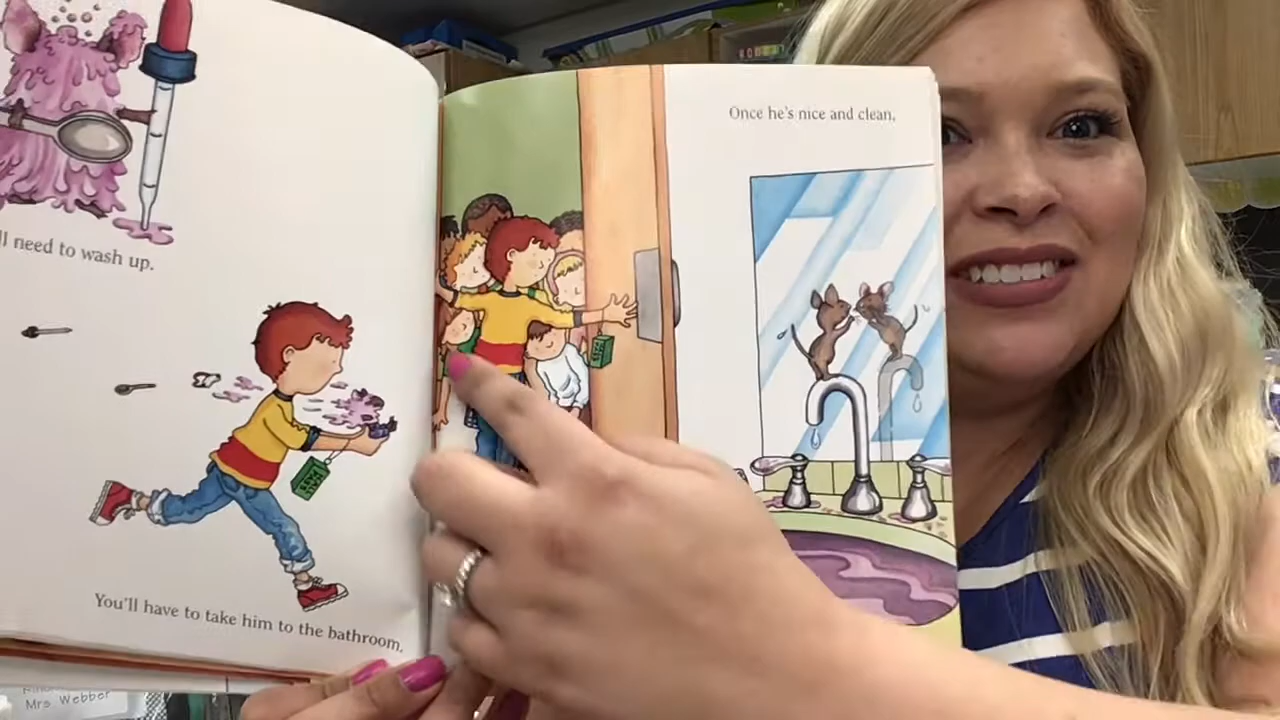 ll need to wash up.
You'll have to take him to the bathroom.
Once he's nice and clean,
Mrs Webber